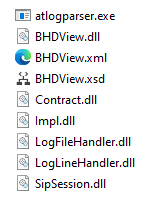 atlogparser.exe
BHDView.dll
BHDView.xml
BHDView.xsd
Contract.dll
Impl.dll
LogFileHandler.dll
LogLineHandler.dll
SipSession.dll